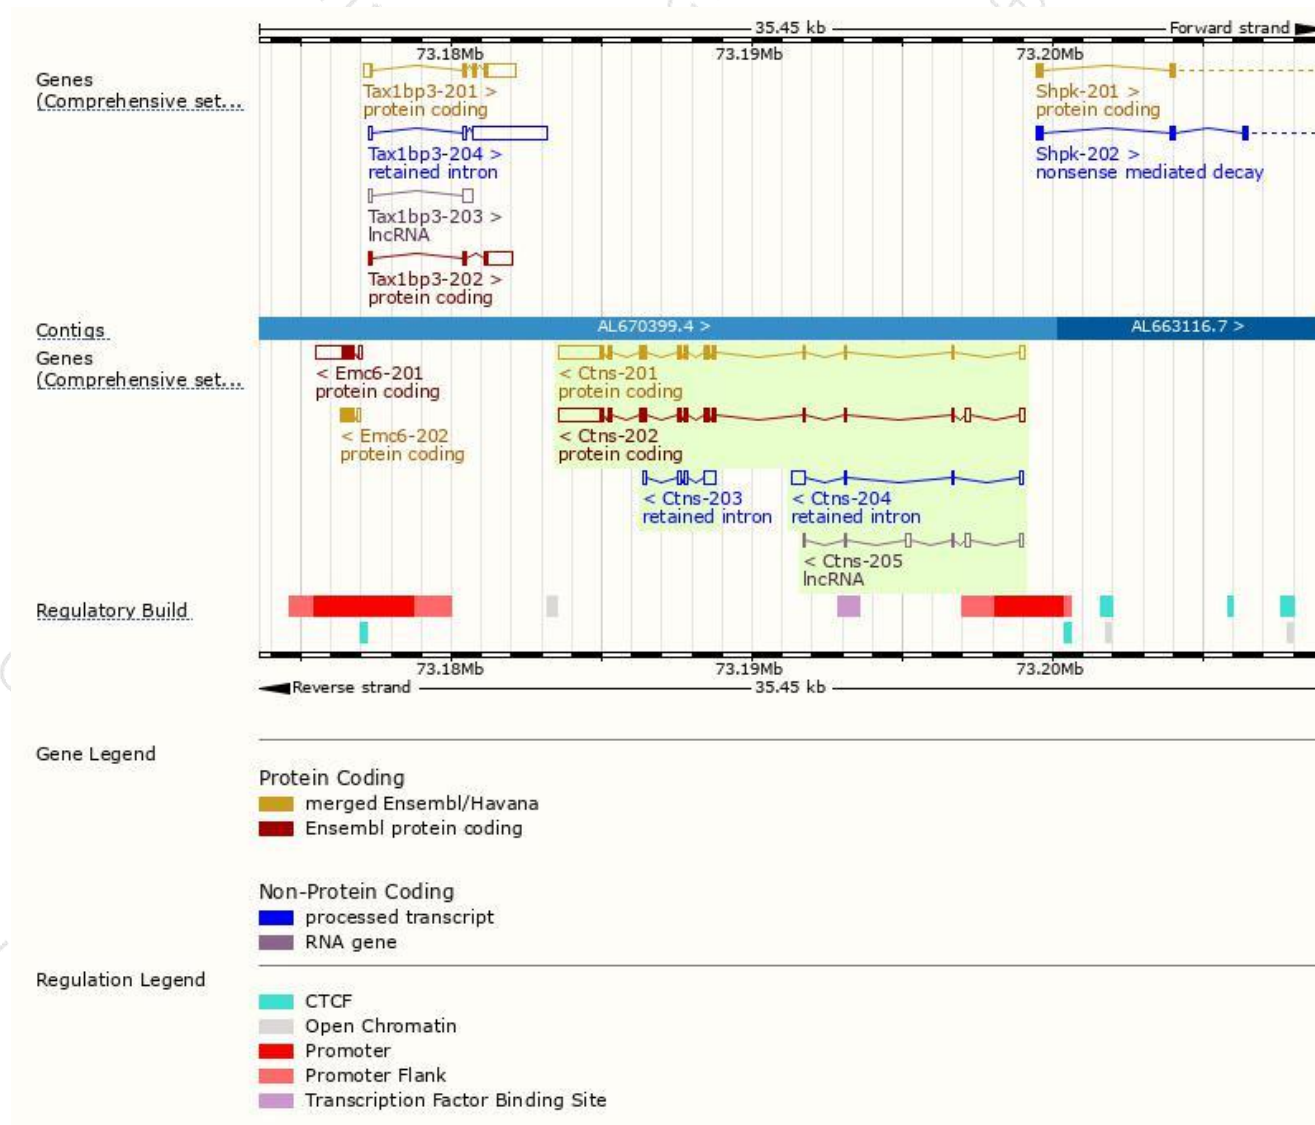 35.45 kb
Forward strand
73.18Mb 73.19Mb 73.20Mb
Genes
(Comprehensive set...
Tax1bp3-201 >
protein coding
Shpk-201 >
protein coding
Tax1bp3-204 >
retained intron
Shpk-202 >
nonsense mediated decay
Tax1bp3-203 >
lncRNA
Tax1bp3-202 >
protein coding
Contigs
AL670399.4 >
AL663116.7 >
Genes
(Comprehensive set...
< Emc6-201
protein coding
< Ctns-201
protein coding
< Emc6-202
protein coding
< Ctns-202
protein coding
< Ctns-203
retained intron
< Ctns-204
retained intron
< Ctns-205
lncRNA
Regulatory Build
73.18Mb 73.19Mb 73.20Mb
Reverse strand
35.45 kb
Gene Legend
Protein Coding
merged Ensembl/Havana
Ensembl protein coding
Non-Protein Coding
processed transcript
RNA gene
Regulation Legend
CTCF
Open Chromatin
Promoter
Promoter Flank
Transcription Factor Binding Site